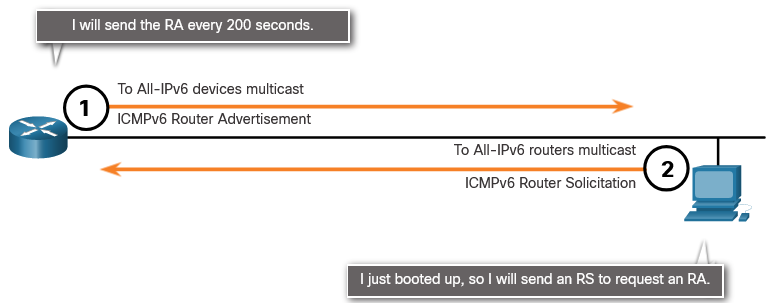 I will send the RA every 200 seconds.
1
To All-IPv6 devices multicast
ICMPv6 Router Advertisement
To All-IPv6 routers multicast
2
ICMPv6 Router Solicitation
I just booted up, so I will send an RS to request an RA.